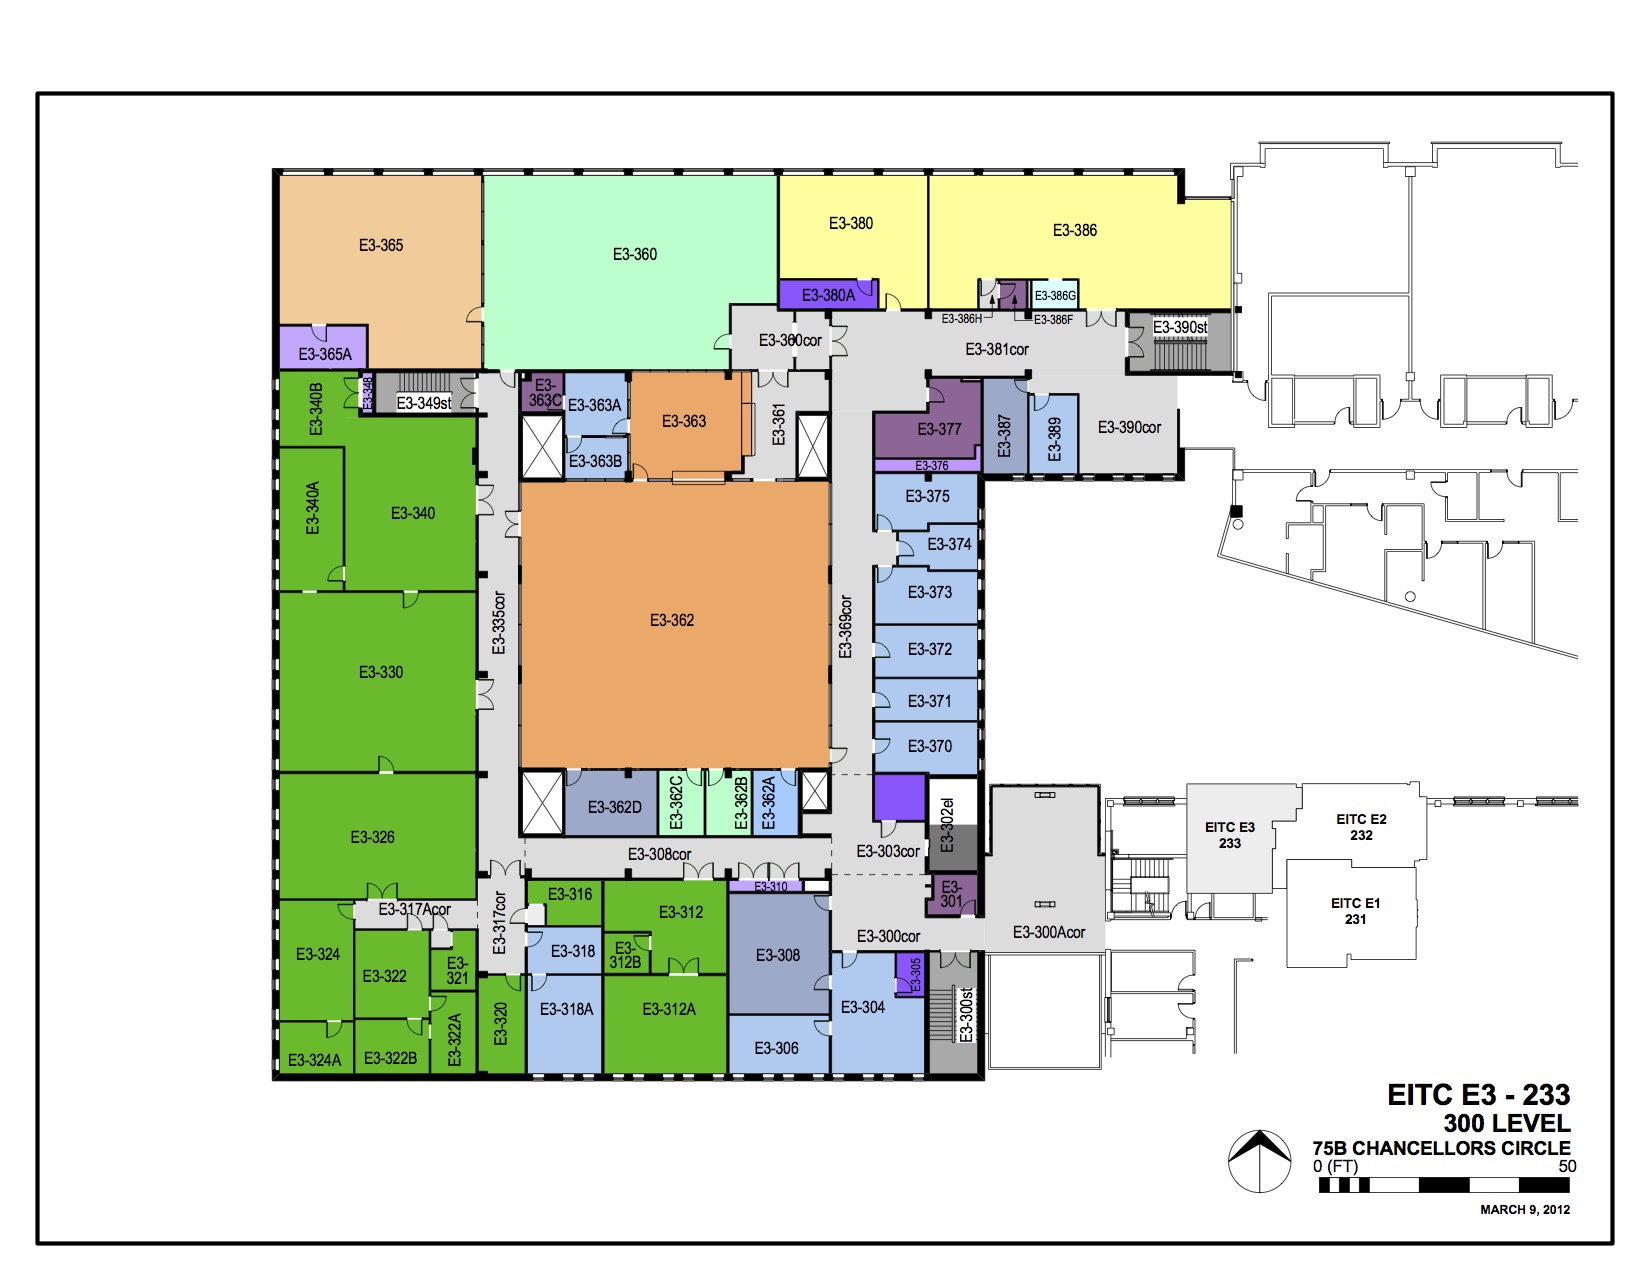 E3-365
E3-360
E3-380
E3-386
E3-380A
E3-386G
E3-386H
E3-386F
E3-390st
E3-360cor
E3-381cor
E3-365A
E3-340B
E3-348
E3-349st
E3-
363C
E3-363A
E3-363
E3-361
E3-363B
E3-377
E3-376
E3-387
E3-389
E3-390cor
E3-340A
E3-340
E3-375
E3-374
E3-373
E3-335cor
E3-362
E3-369cor
E3-372
E3-330
E3-371
E3-370
E3-362D
E3-362C
E3-362B
E3-362A
E3-302el
E3-326
E3-308cor
E3-303cor
EITC E3
233
EITC E2
232
EITC E1
231
E3-317Acor
E3-317cor
E3-316
E3-310
E3-312
E3-
301
E3-300cor
E3-300Acor
E3-324
E3-322
E3-
321
E3-318
E3-
312B
E3-308
E3-304
E3-305
E3-300st
E3-320
E3-318A
E3-312A
E3-306
E3-324A
E3-322B
E3-322A
EITC E3 - 233
300 LEVEL
75B CHANCELLORS CIRCLE
0 (FT) 50
MARCH 9, 2012